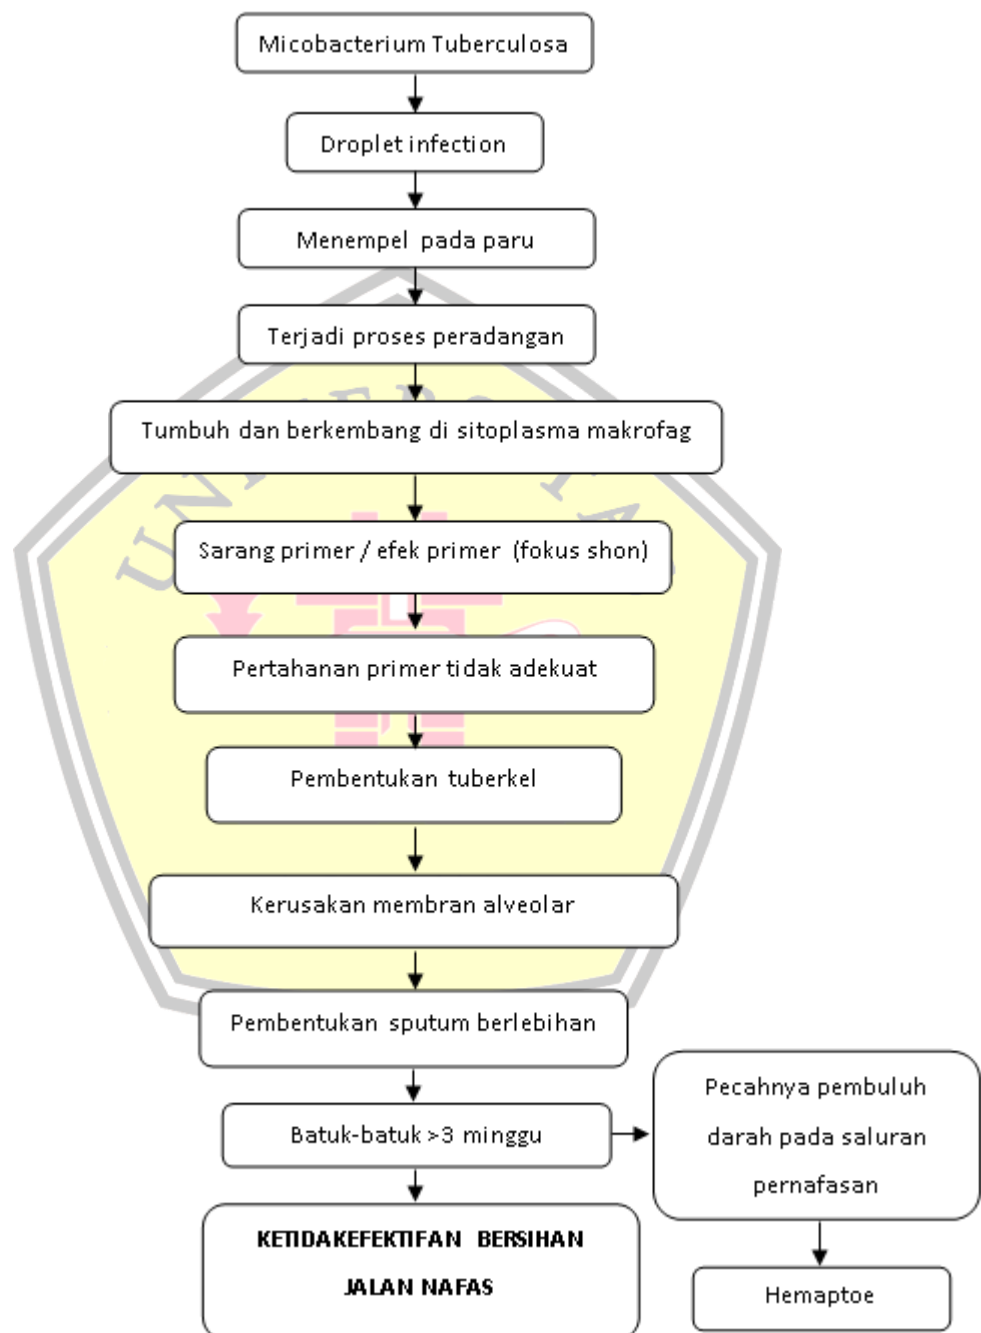 Micobacterium Tuberculosa
Droplet infection
Menempel pada paru
Terjadi proses peradangan
Tumbuh dan berkembang di sitoplasma makrofag
Sarang primer / efek primer (fokus shon)
Pertahanan primer tidak adekuat
Pembentukan tuberkel
Kerusakan membran alveolar
Pembentukan sputum berlebihan
Batuk-batuk >3 minggu
Pecahnya pembuluh
darah pada saluran
pernafasan
KETIDAKEFEKTIFAN BERSIHAN
JALAN NAFAS
Hemaptoe